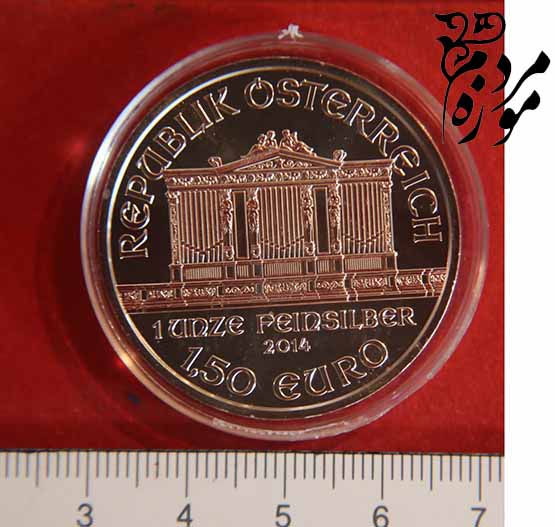 موزه مردم
REPUBLIK ÖSTERREICH
1 UNZE FEINSILBER
2014
1,50 EURO
3 4 5 6 7